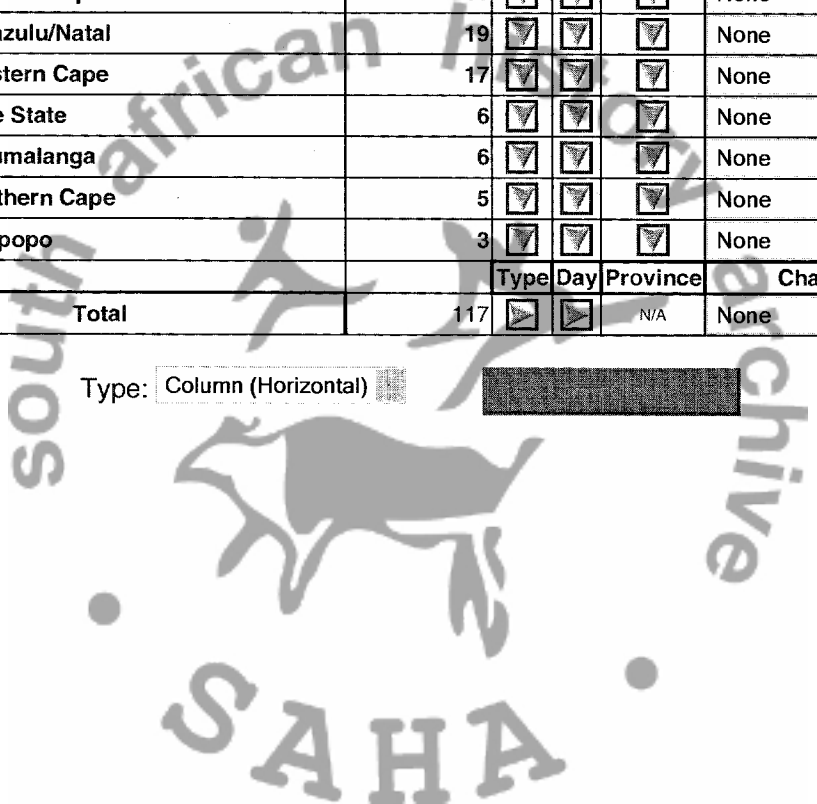 azulu/Natal 19 None
stern Cape 17 None
e State 6 None
umalanga 6 None
thern Cape 5 None
popo 3 None
Type Day Province Cha
Total 117 N/A None
Type: Column (Horizontal)
south african history archive
SAHA